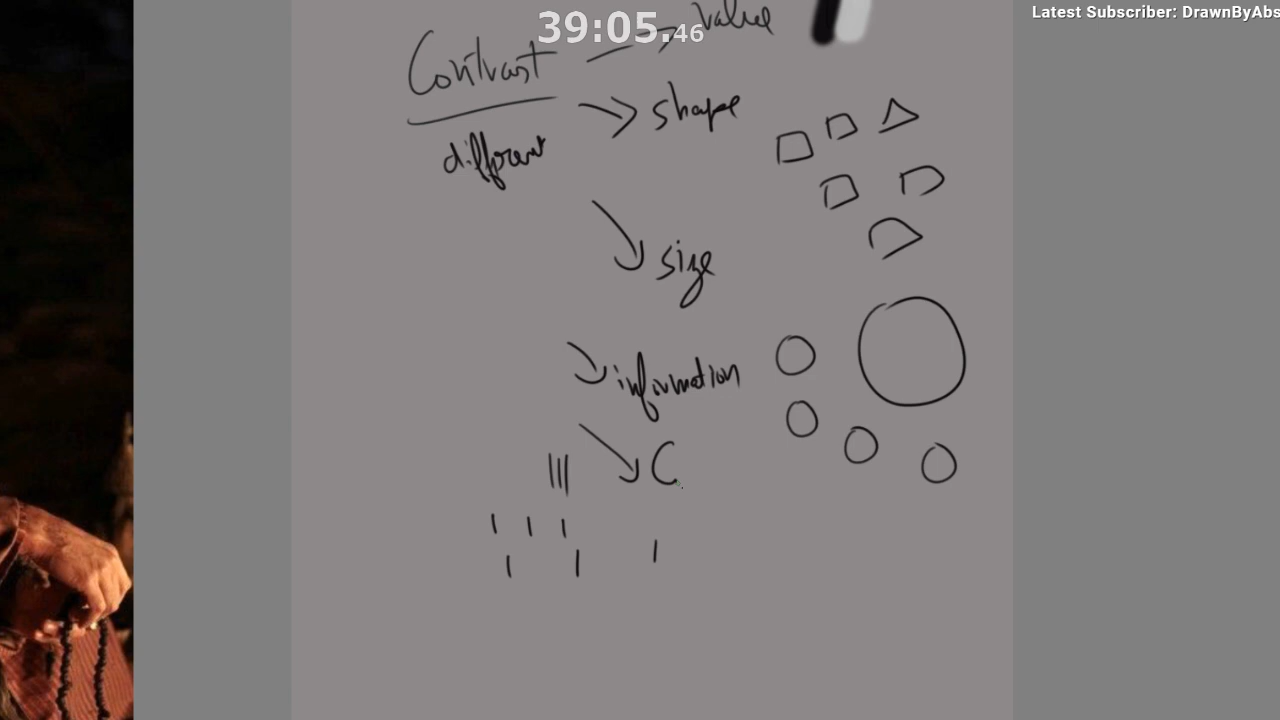 Latest Subscriber: DrawnByAbs
39:05.46
value
Contrast
shape
different
size
information
C